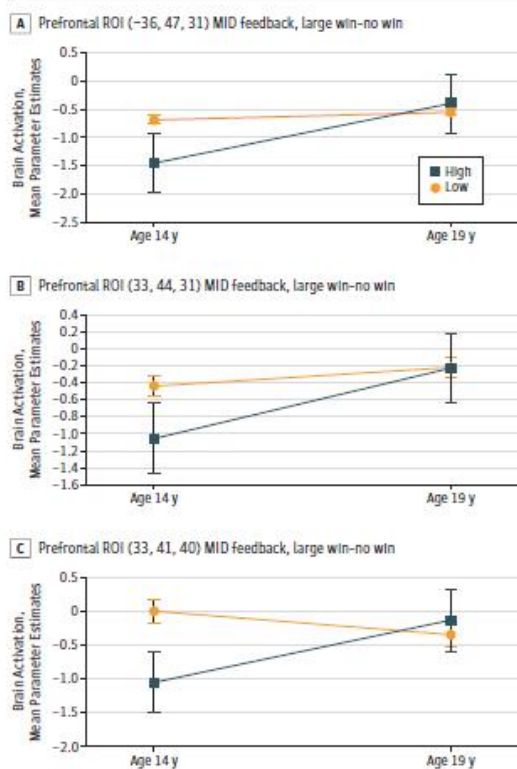 A Prefrontal ROI (−36, 47, 31) MID feedback, large win–no win
Brain Activation,
Mean Parameter Estimates
0.5
0
−0.5
−1.0
−1.5
−2.0
−2.5
High
Low
Age 14 y
Age 19 y
B Prefrontal ROI (33, 44, 31) MID feedback, large win–no win
Brain Activation,
Mean Parameter Estimates
0.4
0.2
0
−0.2
−0.4
−0.6
−0.8
−1.0
−1.2
−1.4
−1.6
Age 14 y
Age 19 y
C Prefrontal ROI (33, 41, 40) MID feedback, large win–no win
Brain Activation,
Mean Parameter Estimates
0.5
0
−0.5
−1.0
−1.5
−2.0
Age 14 y
Age 19 y